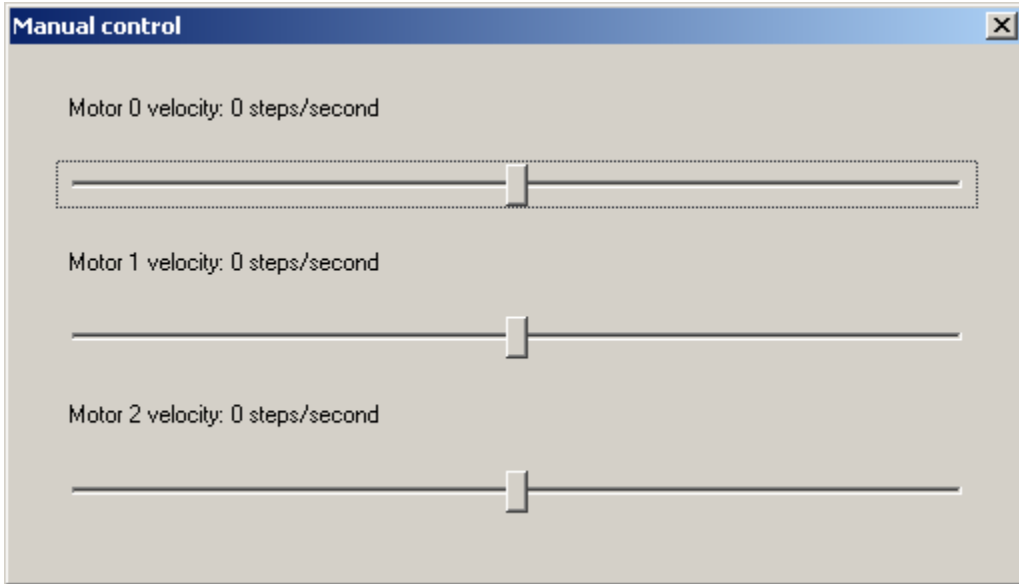 Manual control
Motor 0 velocity: 0 steps/second
Motor 1 velocity: 0 steps/second
Motor 2 velocity: 0 steps/second